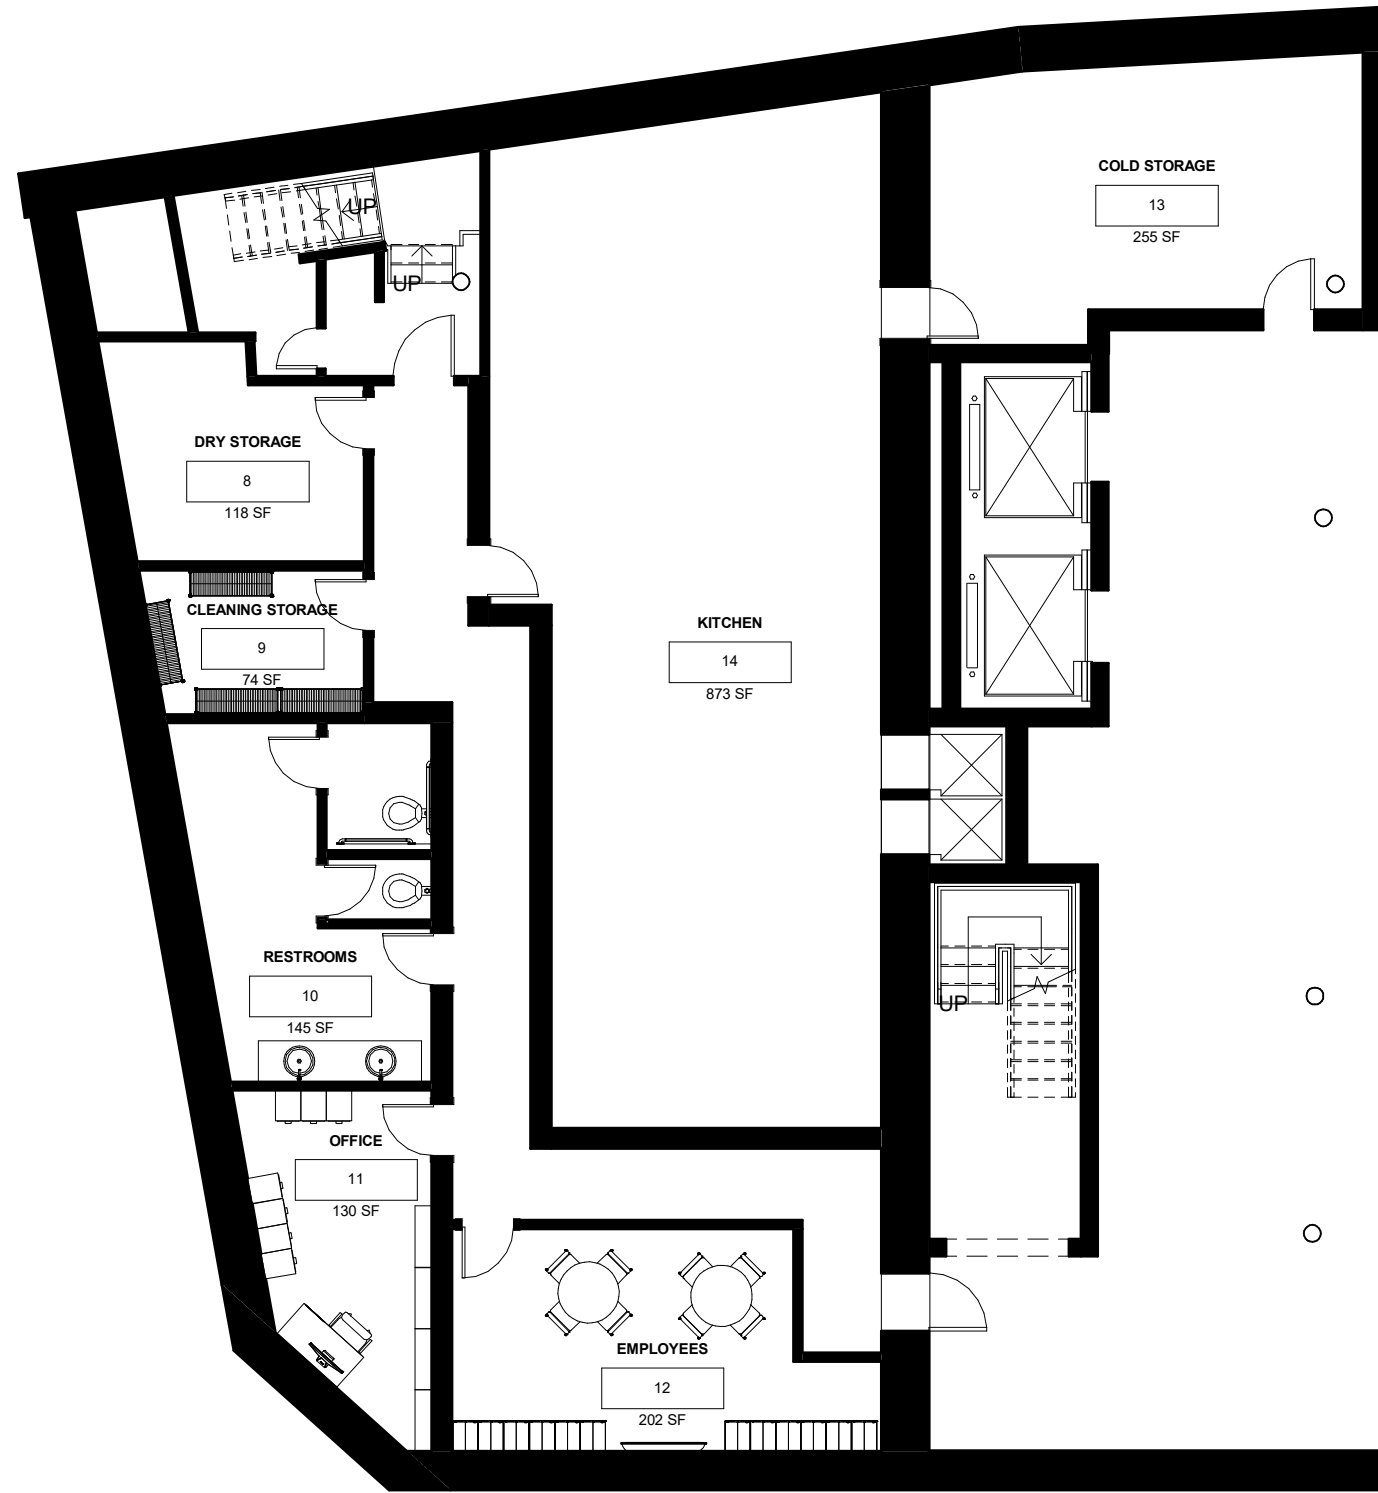 COLD STORAGE
13
255 SF
UP
UP
DRY STORAGE
8
118 SF
CLEANING STORAGE
9
74 SF
KITCHEN
14
873 SF
RESTROOMS
10
145 SF
UP
OFFICE
11
130 SF
EMPLOYEES
12
202 SF